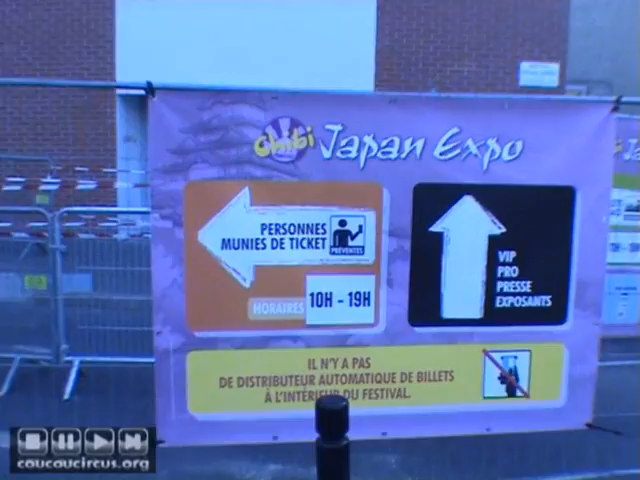 Chibi Japan Expo
PERSONNES
MUNIES DE TICKET
PRÉVENTES
HORAIRES
10H - 19H
VIP
PRO
PRESSE
EXPOSANTS
IL N'Y A PAS
DE DISTRIBUTEUR AUTOMATIQUE DE BILLETS
À L'INTÉRIEUR DU FESTIVAL.
coucoucircus.org